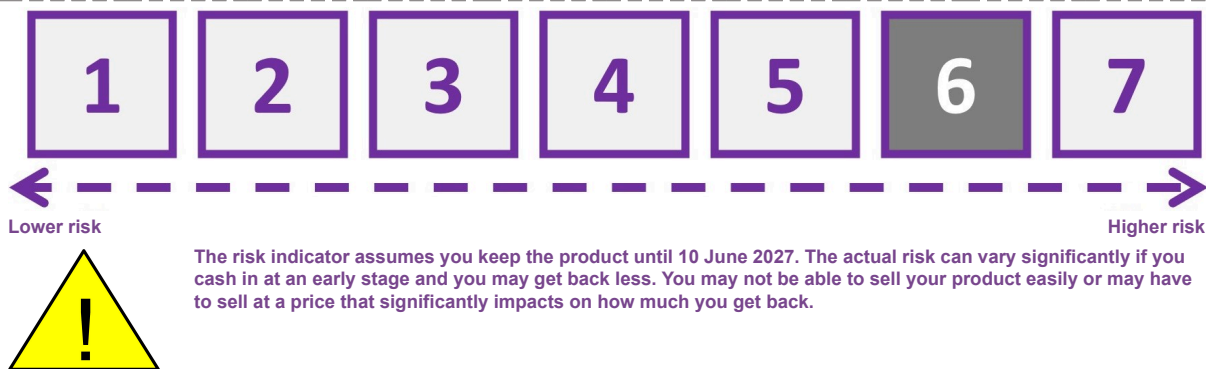 1 2 3 4 5 6 7
Lower risk Higher risk
The risk indicator assumes you keep the product until 10 June 2027. The actual risk can vary significantly if you
cash in at an early stage and you may get back less. You may not be able to sell your product easily or may have
to sell at a price that significantly impacts on how much you get back.
!